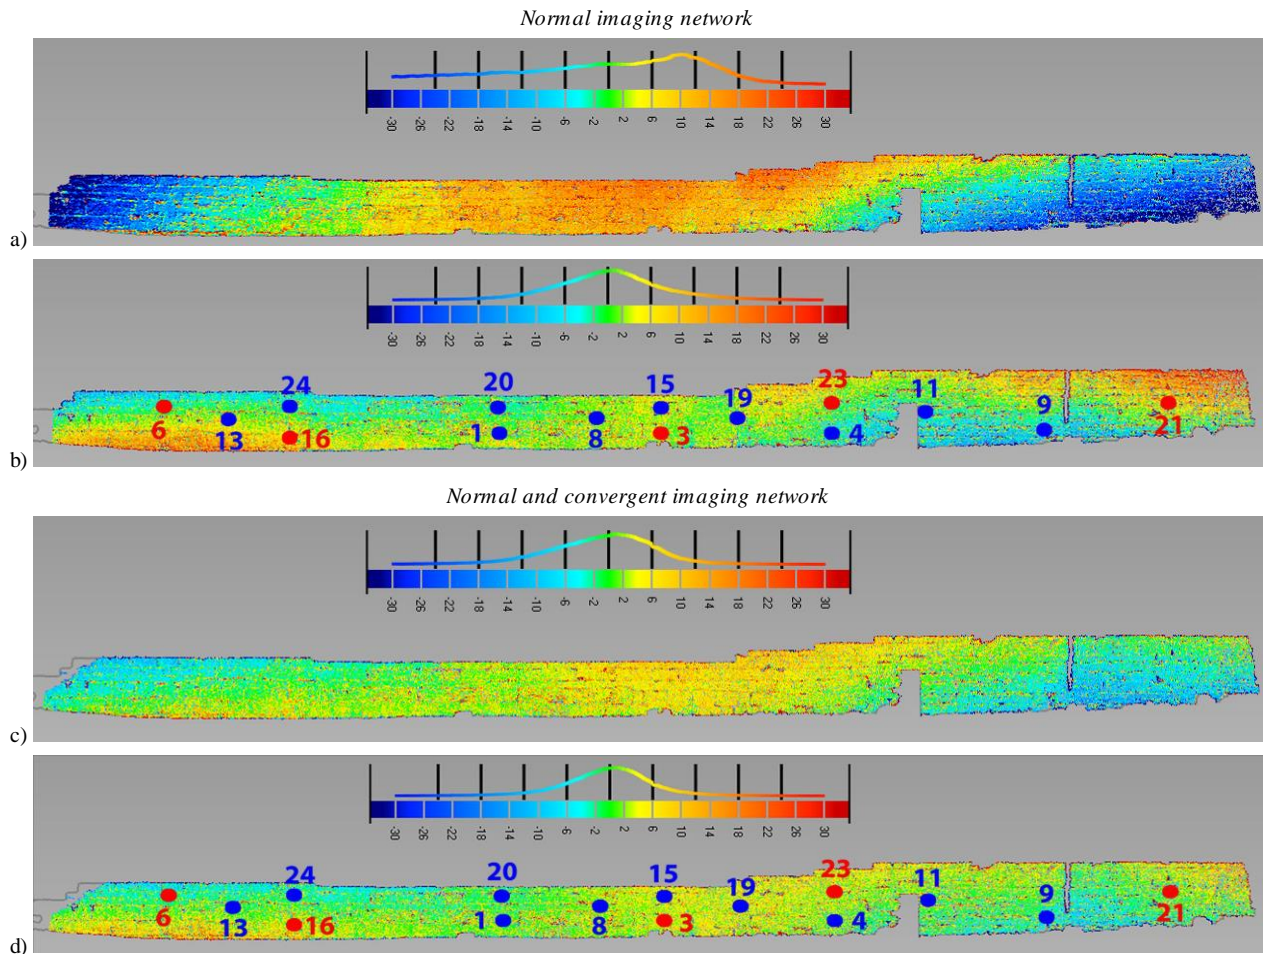 Normal imaging network
-30 -26 -22 -18 -14 -10 -6 -2 2 6 10 14 18 22 26 30
a)
-30 -26 -22 -18 -14 -10 -6 -2 2 6 10 14 18 22 26 30
24 20 15 23 11
19 9
6 13 16 1 8 3 4 21
b)
Normal and convergent imaging network
-30 -26 -22 -18 -14 -10 -6 -2 2 6 10 14 18 22 26 30
c)
-30 -26 -22 -18 -14 -10 -6 -2 2 6 10 14 18 22 26 30
24 20 15 23 11
19 9
6 13 16 1 8 3 4 21
d)